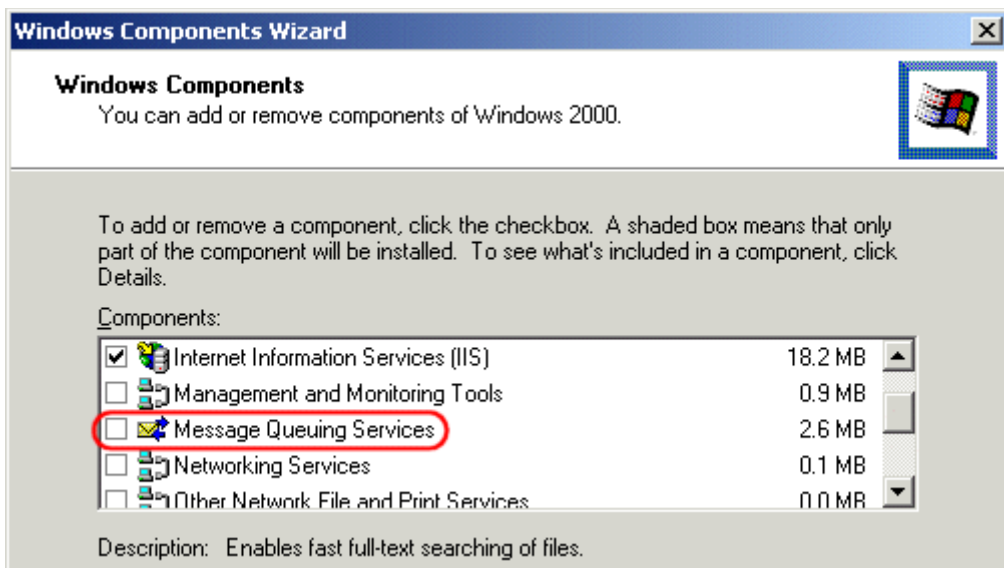 Windows Components Wizard
Windows Components
You can add or remove components of Windows 2000.
To add or remove a component, click the checkbox. A shaded box means that only
part of the component will be installed. To see what's included in a component, click
Details.
Components:
Internet Information Services (IIS) 18.2 MB
Management and Monitoring Tools 0.9 MB
Message Queuing Services 2.6 MB
Networking Services 0.1 MB
Other Network File and Print Services 0.0 MB
Description: Enables fast full-text searching of files.